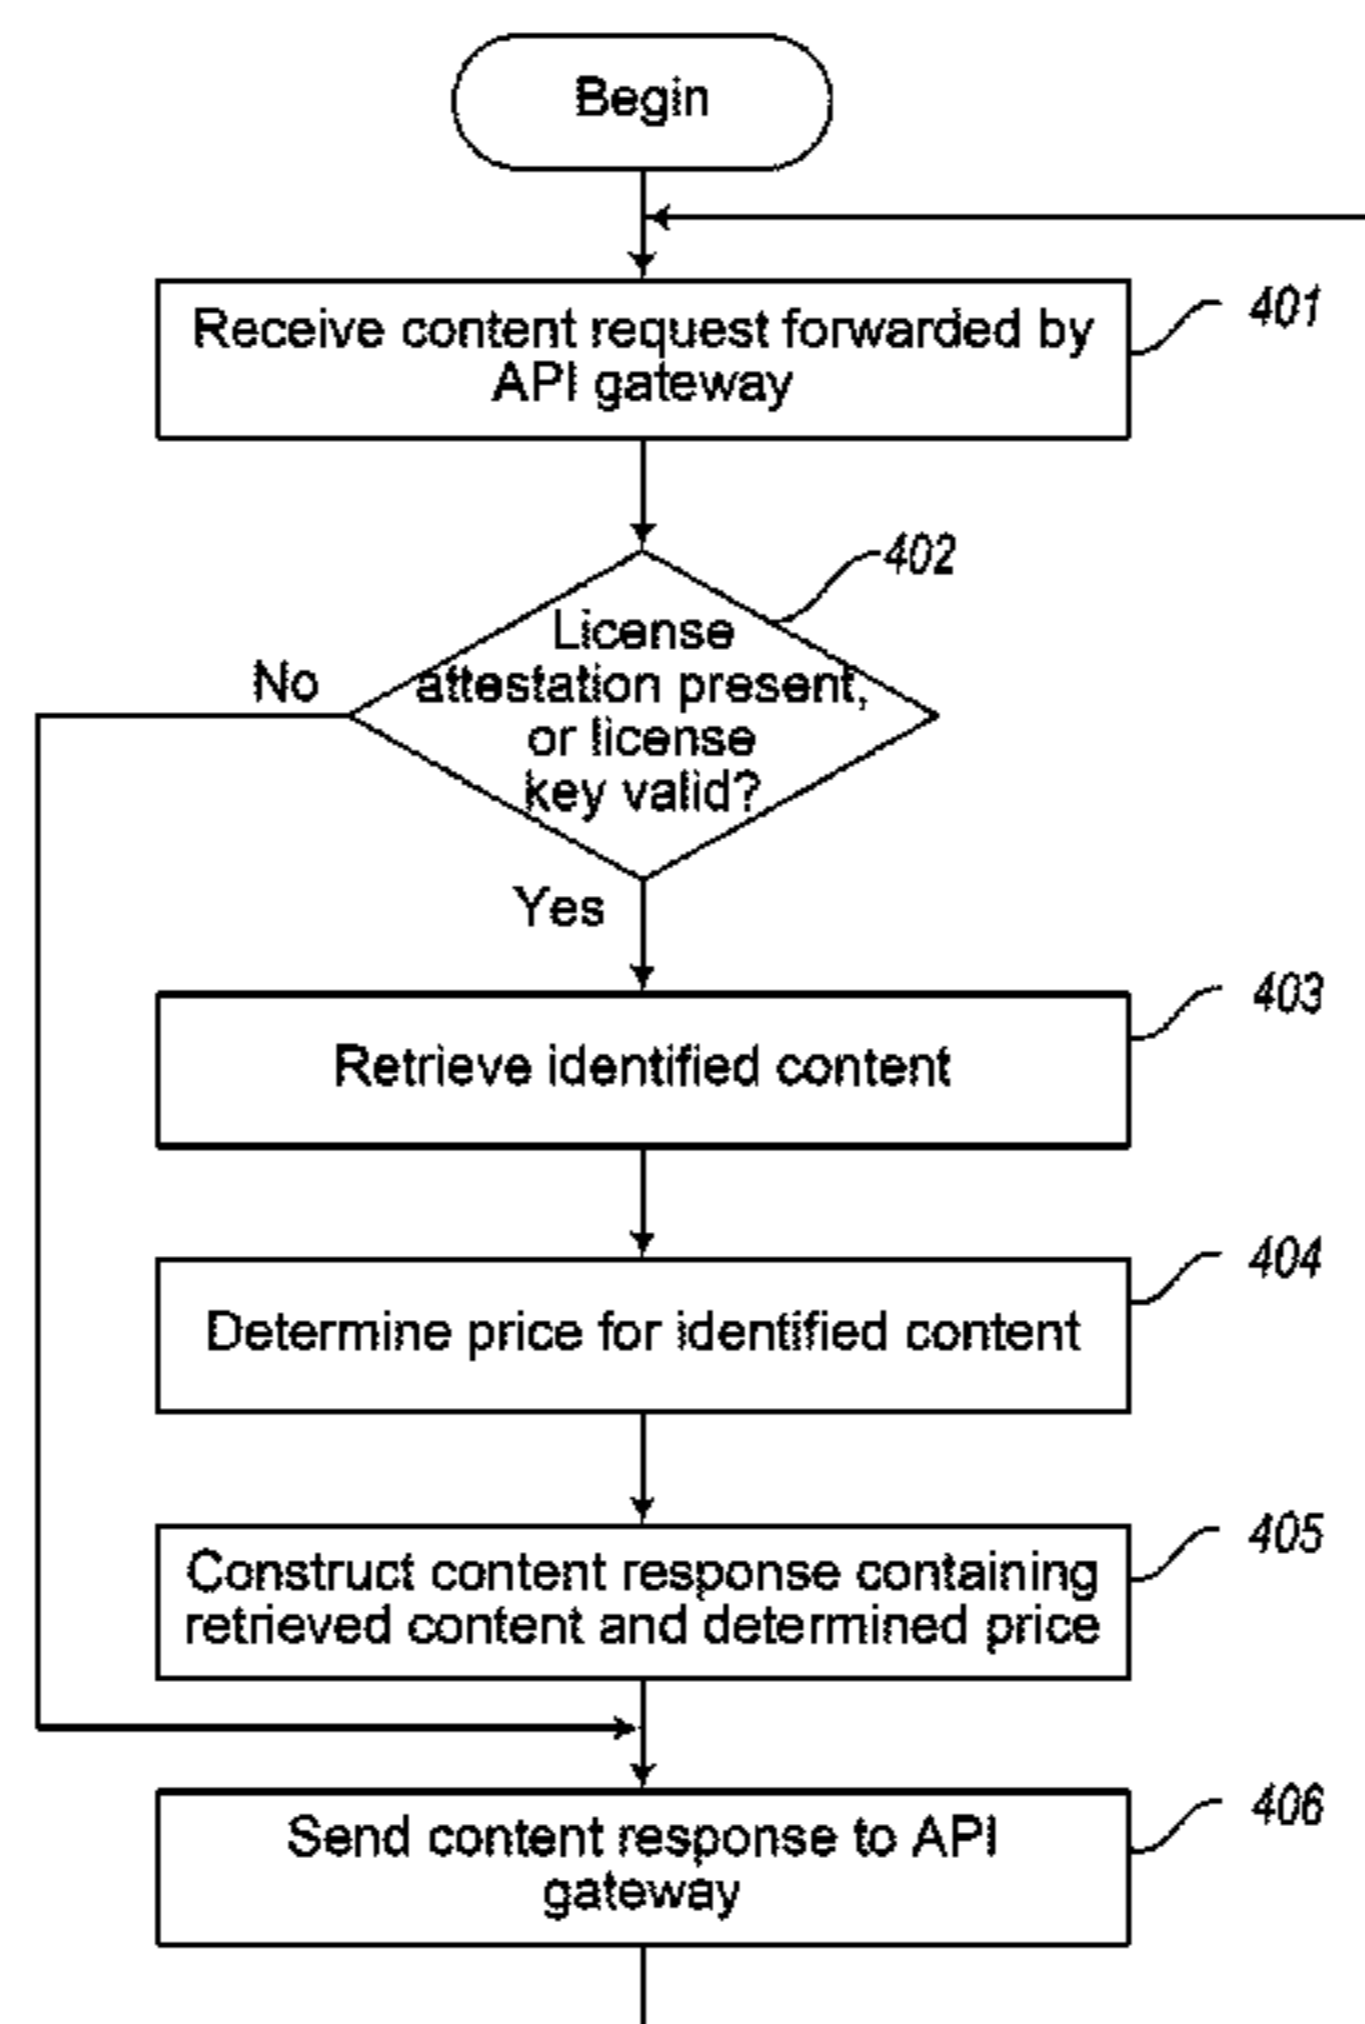 Begin
Receive content request forwarded by
API gateway
401
402
License
attestation present,
or license
key valid?
No
Yes
403
Retrieve identified content
404
Determine price for identified content
405
Construct content response containing
retrieved content and determined price
406
Send content response to API
gateway